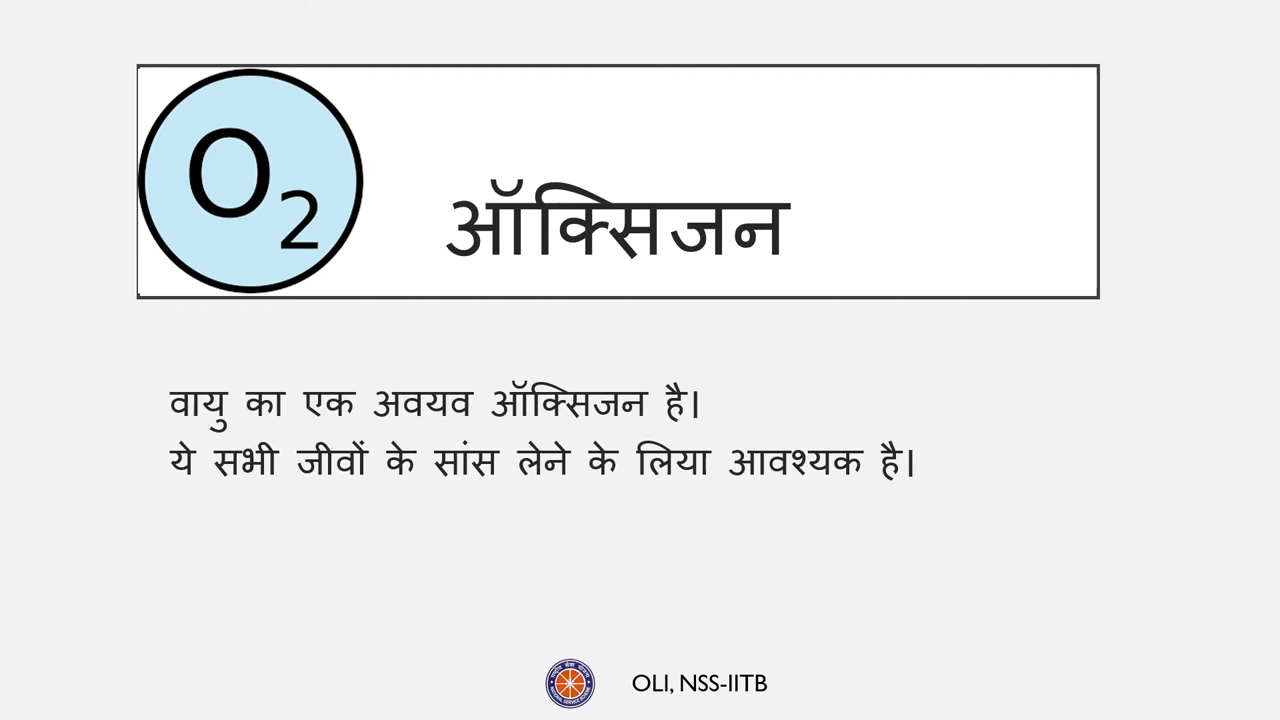 O₂
ऑक्सिजन
वायु का एक अवयव ऑक्सिजन है।
ये सभी जीवों के सांस लेने के लिया आवश्यक है।
OLI, NSS-IITB